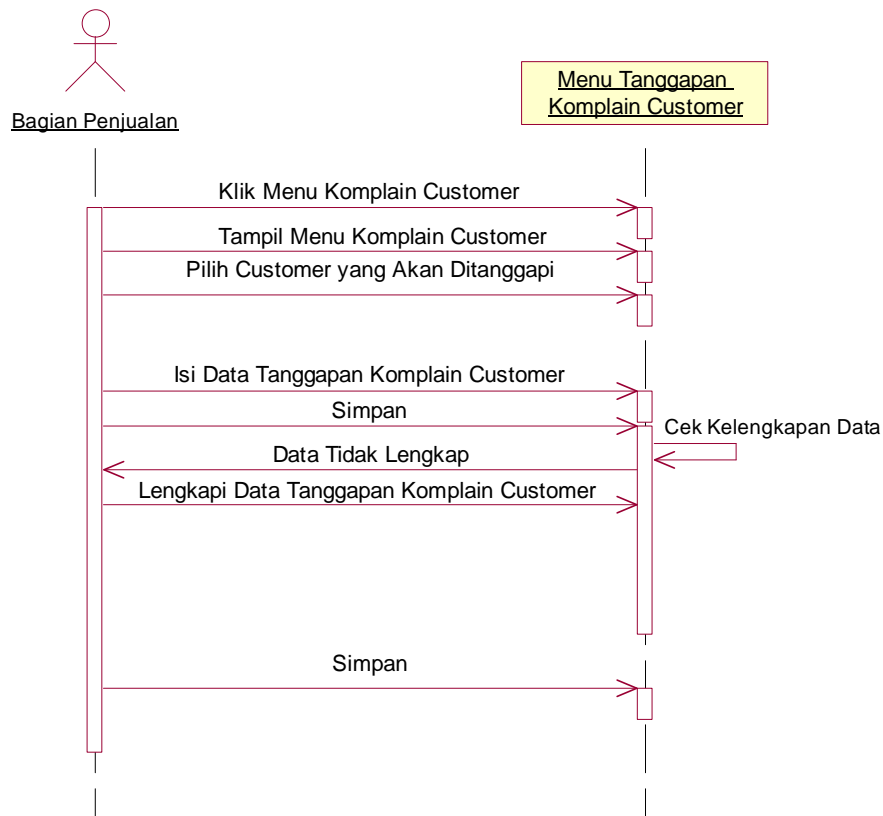 Bagian Penjualan
Menu Tanggapan
Komplain Customer
Klik Menu Komplain Customer
Tampil Menu Komplain Customer
Pilih Customer yang Akan Ditanggapi
Isi Data Tanggapan Komplain Customer
Simpan
Cek Kelengkapan Data
Data Tidak Lengkap
Lengkapi Data Tanggapan Komplain Customer
Simpan